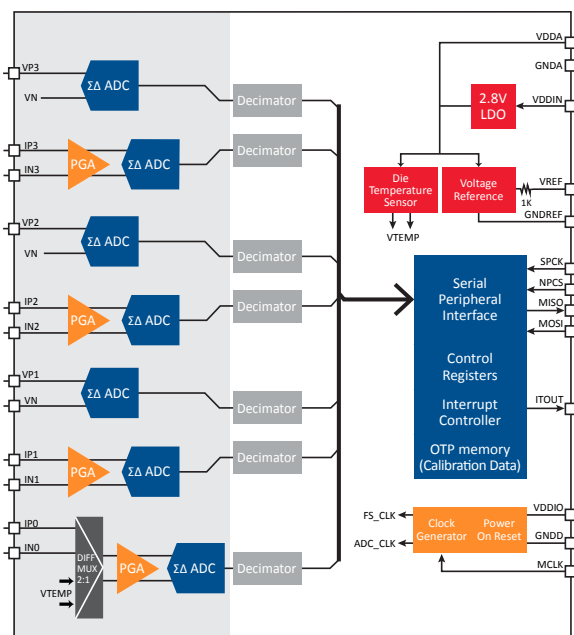 VP3
VN
ΣΔ ADC
Decimator
IP3
IN3
PGA
ΣΔ ADC
Decimator
VP2
VN
ΣΔ ADC
Decimator
IP2
IN2
PGA
ΣΔ ADC
Decimator
VP1
VN
ΣΔ ADC
Decimator
IP1
IN1
PGA
ΣΔ ADC
Decimator
IP0
IN0
VTEMP
DIFF
MUX
2:1
PGA
ΣΔ ADC
Decimator
VDDA
GNDA
2.8V
LDO
VDDIN
Die
Temperature
Sensor
VTEMP
Voltage
Reference
1K
VREF
GNDREF
Serial
Peripheral
Interface
Control
Registers
Interrupt
Controller
OTP memory
(Calibration Data)
SPCK
NPCS
MISO
MOSI
ITOUT
FS_CLK
ADC_CLK
Clock
Generator
Power
On Reset
VDDIO
GNDD
MCLK